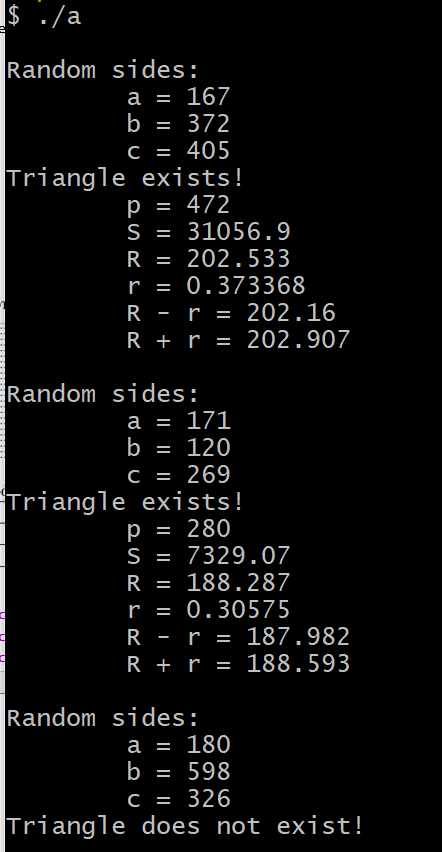 $ ./a
Random sides:
a = 167
b = 372
c = 405
Triangle exists!
p = 472
S = 31056.9
R = 202.533
r = 0.373368
R - r = 202.16
R + r = 202.907
Random sides:
a = 171
b = 120
c = 269
Triangle exists!
p = 280
S = 7329.07
R = 188.287
r = 0.30575
R - r = 187.982
R + r = 188.593
Random sides:
a = 180
b = 598
c = 326
Triangle does not exist!